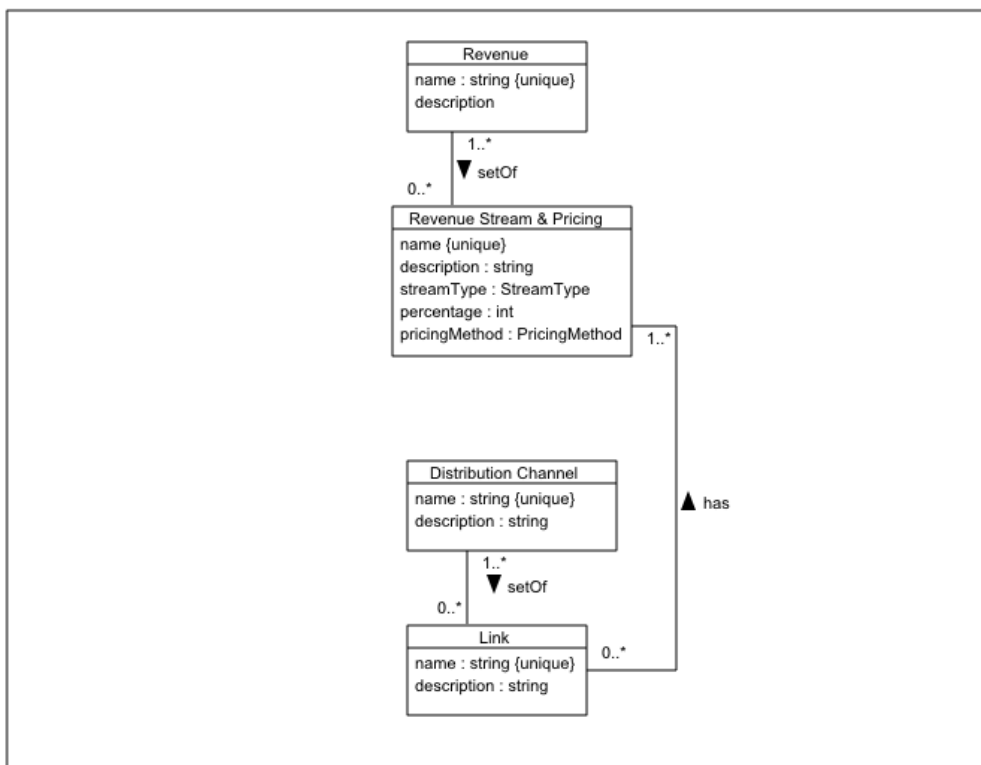 Revenue
name : string {unique}
description
1..*
setOf
0..*
Revenue Stream & Pricing
name {unique}
description : string
streamType : StreamType
percentage : int
pricingMethod : PricingMethod
1..*
Distribution Channel
name : string {unique}
description : string
has
1..*
setOf
0..*
Link
name : string {unique}
description : string
0..*